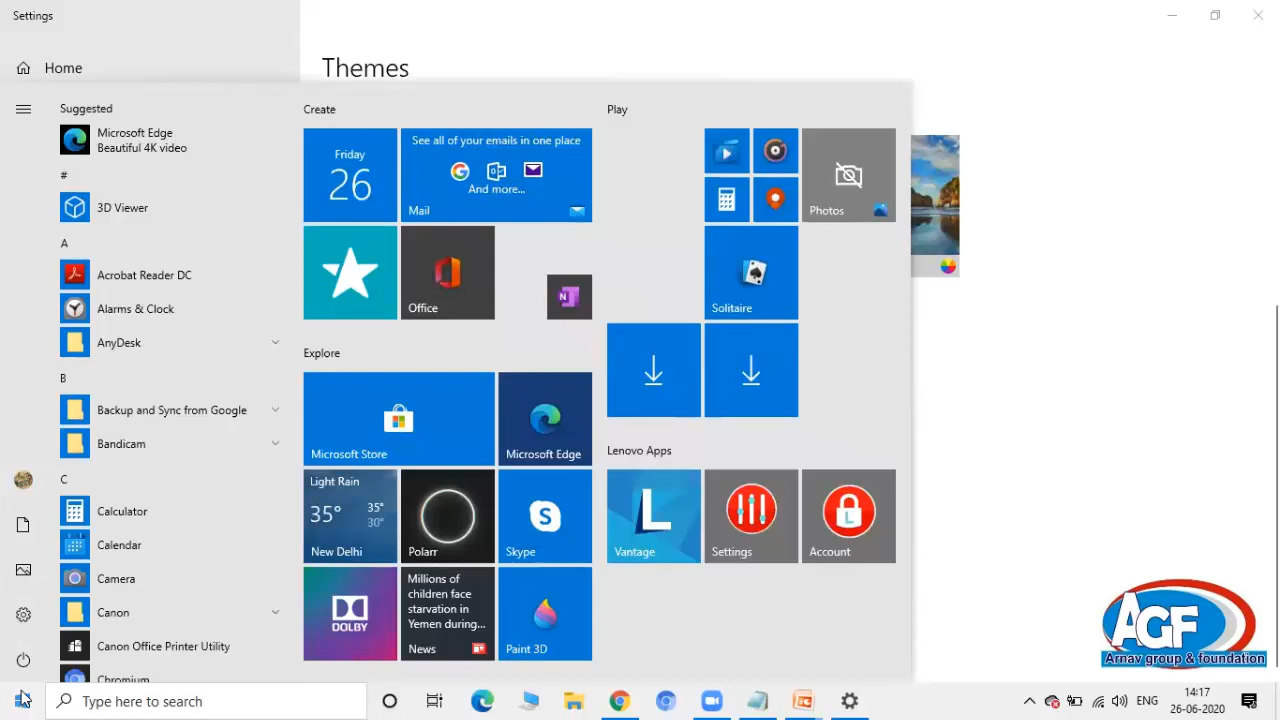 Settings
Home
Themes
Suggested
Microsoft Edge
Beautiful 4K video
#
3D Viewer
A
Acrobat Reader DC
Alarms & Clock
AnyDesk
B
Backup and Sync from Google
Bandicam
C
Calculator
Calendar
Camera
Canon
Canon Office Printer Utility
Chromium
Create
Friday
26
See all of your emails in one place
And more...
Mail
Office
N
Explore
Microsoft Store
Microsoft Edge
Light Rain
35°
35°
30°
New Delhi
Polarr
S
Skype
DOLBY
Millions of
children face
starvation in
Yemen during...
News
Paint 3D
Play
Photos
Solitaire
Lenovo Apps
L
Vantage
Settings
L
Account
AGF
Arnav group & foundation
Type here to search
ENG
14:17
26-06-2020